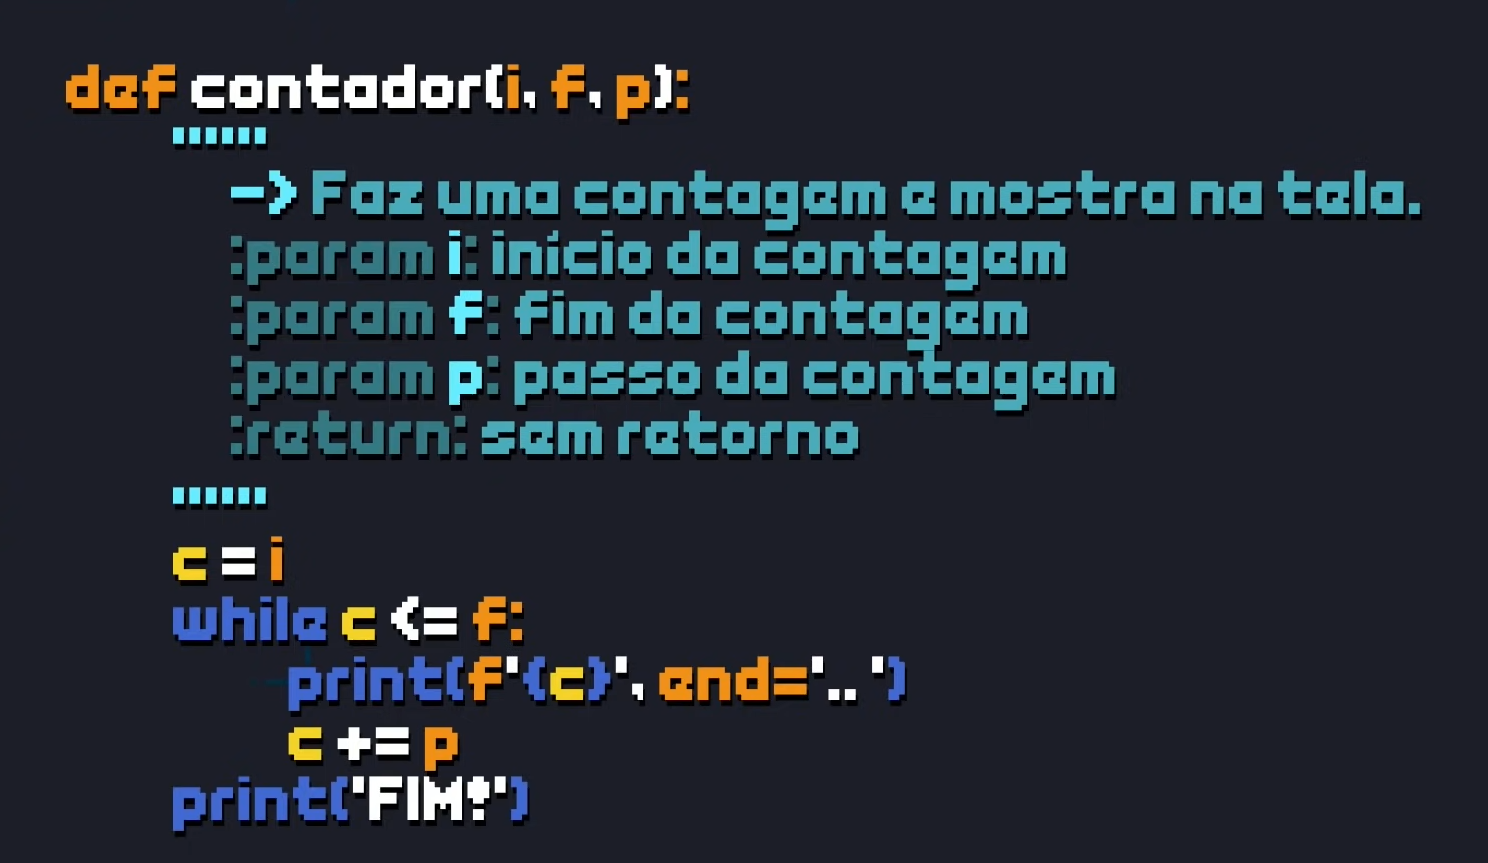 def contador(i, f, p):
""""""
-> Faz uma contagem e mostra na tela.
:param i: início da contagem
:param f: fim da contagem
:param p: passo da contagem
:return: sem retorno
""""""
c = i
while c <= f:
print(f'{c}', end='.. ')
c += p
print('FIM!')